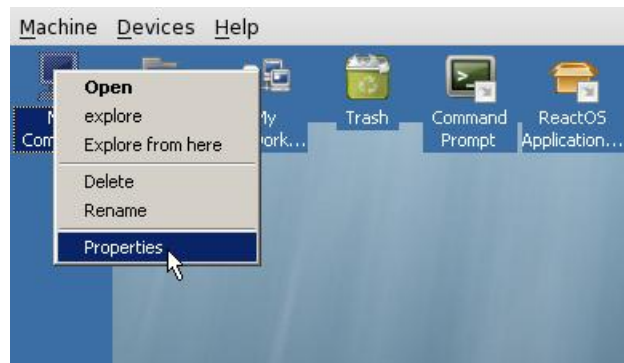 Machine Devices Help
Open
explore
Explore from here
Delete
Rename
Properties
Trash
Command
Prompt
ReactOS
Application...